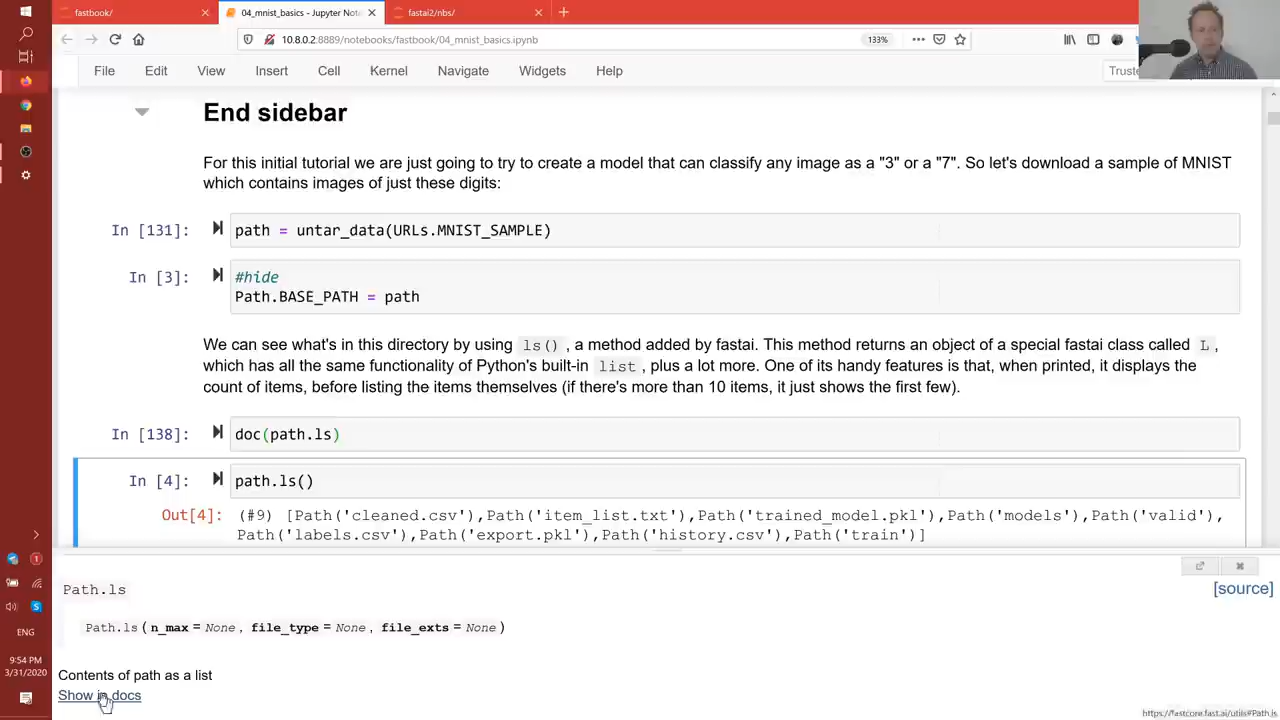 fastbook/
04_mnist_basics - Jupyter Not
fastai2/nbs/
10.8.0.2:8889/notebooks/fastbook/04_mnist_basics.ipynb
133%
File Edit View Insert Cell Kernel Navigate Widgets Help
Truste
End sidebar
For this initial tutorial we are just going to try to create a model that can classify any image as a "3" or a "7". So let's download a sample of MNIST
which contains images of just these digits:
In [131]: path = untar_data(URLs.MNIST_SAMPLE)
In [3]: #hide
Path.BASE_PATH = path
We can see what's in this directory by using ls() , a method added by fastai. This method returns an object of a special fastai class called L ,
which has all the same functionality of Python's built-in list , plus a lot more. One of its handy features is that, when printed, it displays the
count of items, before listing the items themselves (if there's more than 10 items, it just shows the first few).
In [138]: doc(path.ls)
In [4]: path.ls()
Out[4]: (#9) [Path('cleaned.csv'),Path('item_list.txt'),Path('trained_model.pkl'),Path('models'),Path('valid'),
Path('labels.csv'),Path('export.pkl'),Path('history.csv'),Path('train')]
Path.ls
[source]
Path.ls(n_max=None, file_type=None, file_exts=None)
Contents of path as a list
Show in docs
ENG
9:54 PM
3/31/2020
https://fastcore.fast.ai/utils#Path.ls